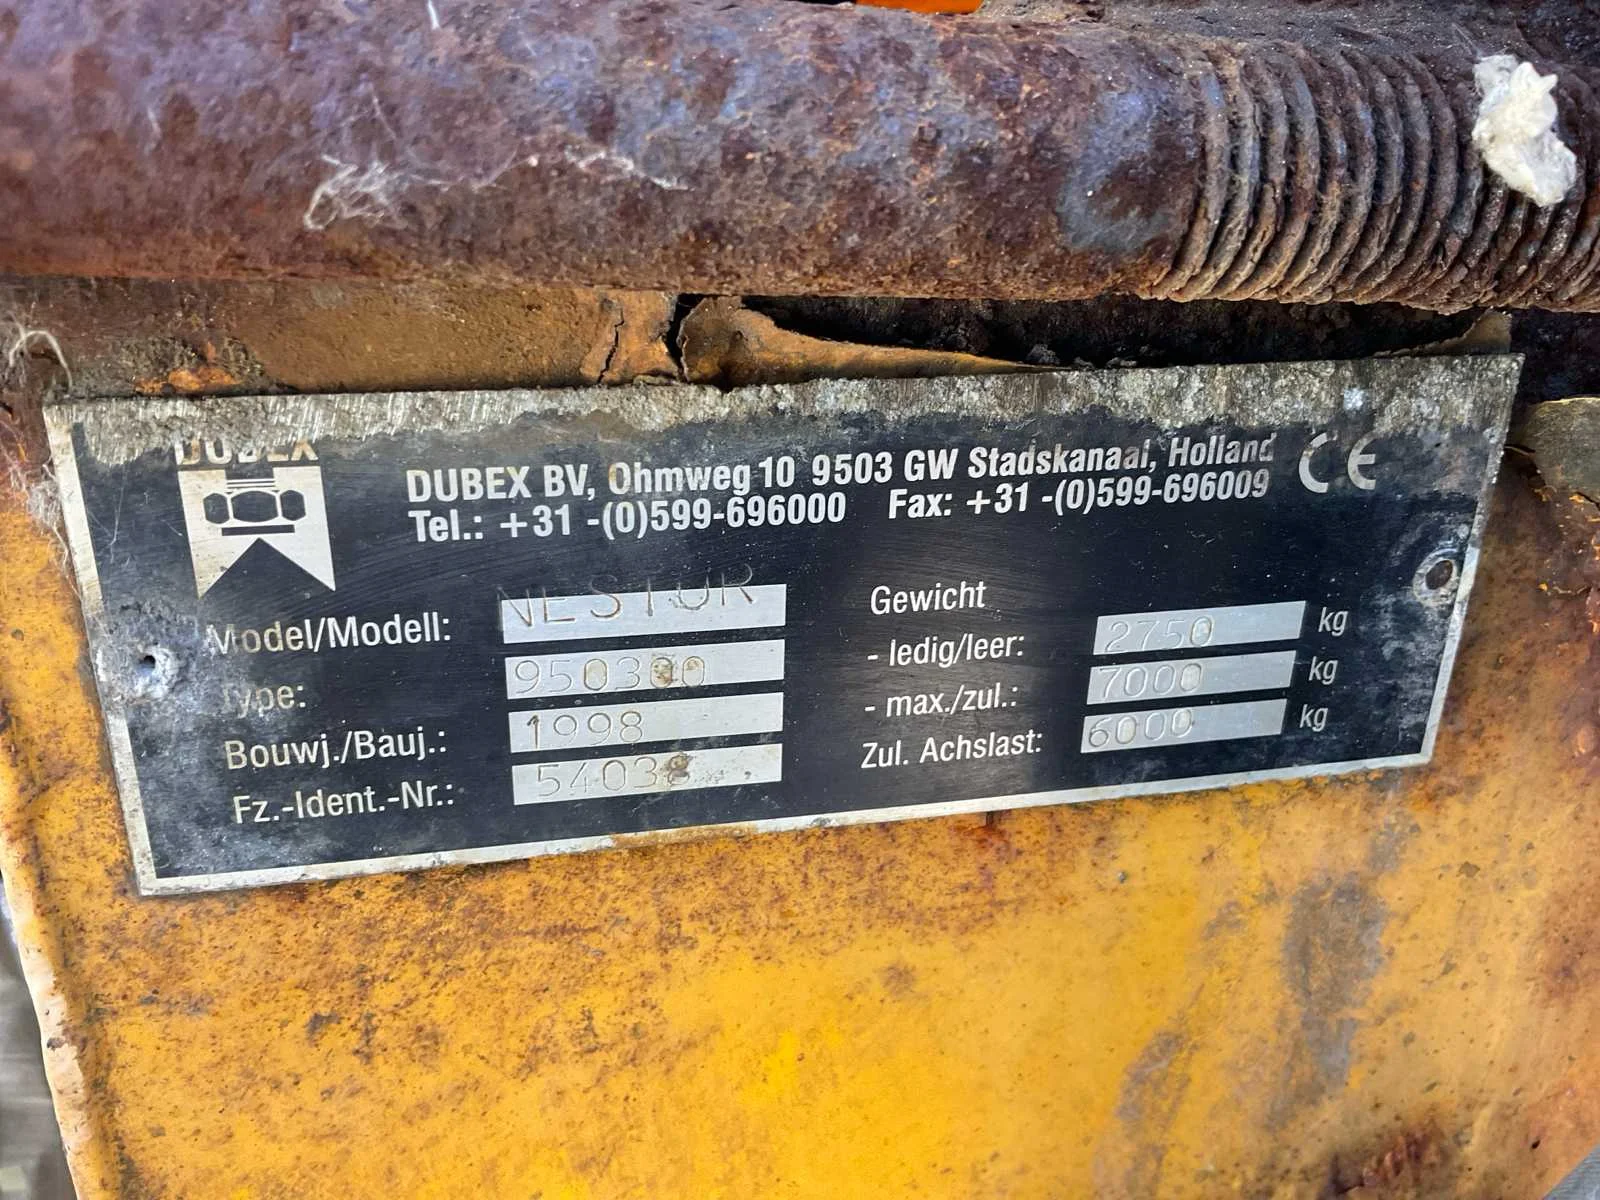 DUBEX
DUBEX BV, Ohmweg 10 9503 GW Stadskanaal, Holland CE
Tel.: +31 -(0)599-696000 Fax: +31 -(0)599-696009
Model/Modell: NESTOR
Type: 950300
Bouwj./Bauj.: 1998
Fz.-Ident.-Nr.: 54038
Gewicht
- ledig/leer: 2750 kg
- max./zul.: 7000 kg
Zul. Achslast: 6000 kg